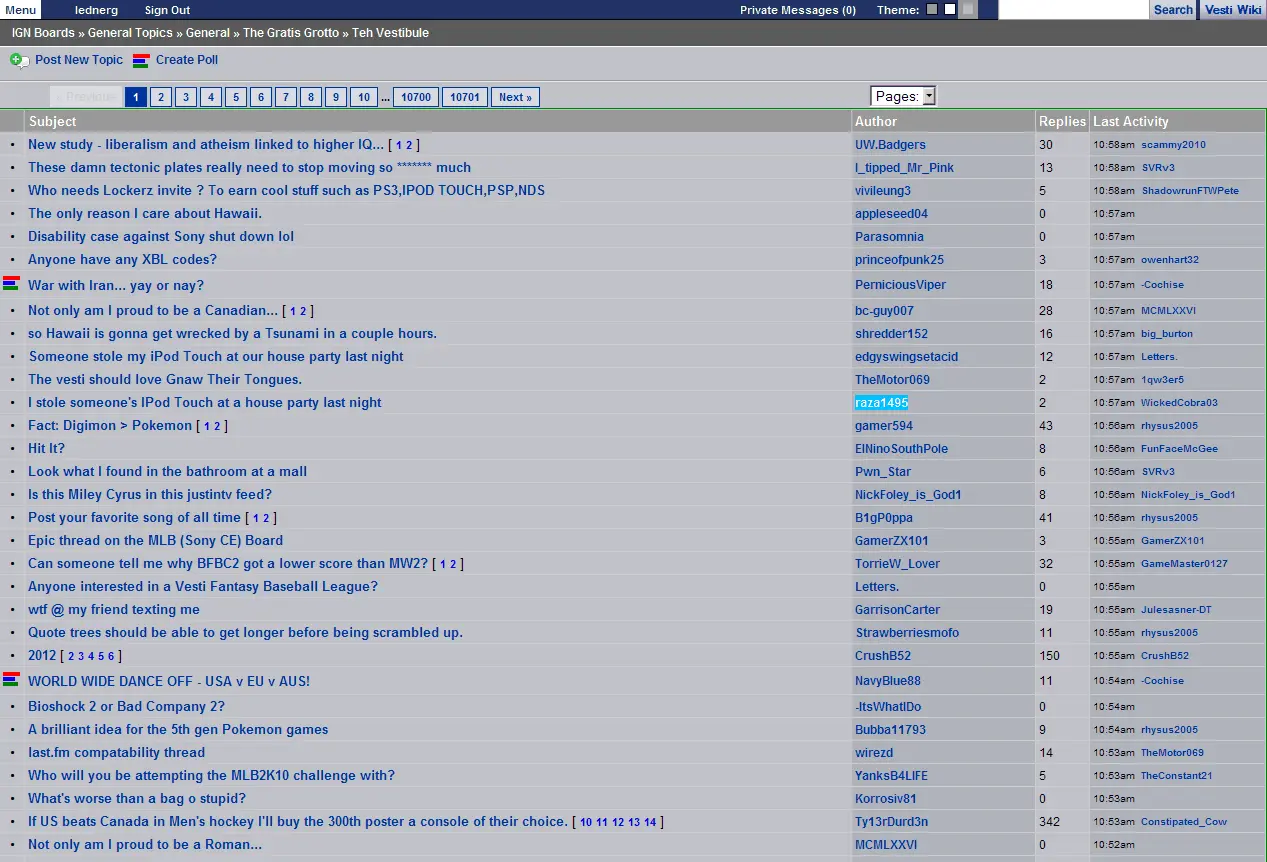 Menu lednerg Sign Out Private Messages (0) Theme: Search Vesti Wiki
IGN Boards » General Topics » General » The Gratis Grotto » Teh Vestibule
Post New Topic Create Poll
« Previous 1 2 3 4 5 6 7 8 9 10 ... 10700 10701 Next » Pages:
Subject Author Replies Last Activity
• New study - liberalism and atheism linked to higher IQ... [ 1 2 ] UW.Badgers 30 10:58am scammy2010
• These damn tectonic plates really need to stop moving so ******* much I_tipped_Mr_Pink 13 10:58am SVRv3
• Who needs Lockerz invite ? To earn cool stuff such as PS3,IPOD TOUCH,PSP,NDS vivileung3 5 10:58am ShadowrunFTWPete
• The only reason I care about Hawaii. appleseed04 0 10:57am
• Disability case against Sony shut down lol Parasomnia 0 10:57am
• Anyone have any XBL codes? princeofpunk25 3 10:57am owenhart32
War with Iran... yay or nay? PerniciousViper 18 10:57am -Cochise
• Not only am I proud to be a Canadian... [ 1 2 ] bc-guy007 28 10:57am MCMLXXVI
• so Hawaii is gonna get wrecked by a Tsunami in a couple hours. shredder152 16 10:57am big_burton
• Someone stole my iPod Touch at our house party last night edgyswingsetacid 12 10:57am Letters.
• The vesti should love Gnaw Their Tongues. TheMotor069 2 10:57am 1qw3er5
• I stole someone's IPod Touch at a house party last night raza1495 2 10:57am WickedCobra03
• Fact: Digimon > Pokemon [ 1 2 ] gamer594 43 10:56am rhysus2005
• Hit It? ElNinoSouthPole 8 10:56am FunFaceMcGee
• Look what I found in the bathroom at a mall Pwn_Star 6 10:56am SVRv3
• Is this Miley Cyrus in this justintv feed? NickFoley_is_God1 8 10:56am NickFoley_is_God1
• Post your favorite song of all time [ 1 2 ] B1gP0ppa 41 10:56am rhysus2005
• Epic thread on the MLB (Sony CE) Board GamerZX101 3 10:55am GamerZX101
• Can someone tell me why BFBC2 got a lower score than MW2? [ 1 2 ] TorrieW_Lover 32 10:55am GameMaster0127
• Anyone interested in a Vesti Fantasy Baseball League? Letters. 0 10:55am
• wtf @ my friend texting me GarrisonCarter 19 10:55am Julesasner-DT
• Quote trees should be able to get longer before being scrambled up. Strawberriesmofo 11 10:55am rhysus2005
• 2012 [ 2 3 4 5 6 ] CrushB52 150 10:55am CrushB52
WORLD WIDE DANCE OFF - USA v EU v AUS! NavyBlue88 11 10:54am -Cochise
• Bioshock 2 or Bad Company 2? -ItsWhatIDo 0 10:54am
• A brilliant idea for the 5th gen Pokemon games Bubba11793 9 10:54am rhysus2005
• last.fm compatability thread wirezd 14 10:53am TheMotor069
• Who will you be attempting the MLB2K10 challenge with? YanksB4LIFE 5 10:53am TheConstant21
• What's worse than a bag o stupid? Korrosiv81 0 10:53am
• If US beats Canada in Men's hockey I'll buy the 300th poster a console of their choice. [ 10 11 12 13 14 ] Ty13rDurd3n 342 10:53am Constipated_Cow
• Not only am I proud to be a Roman... MCMLXXVI 0 10:52am